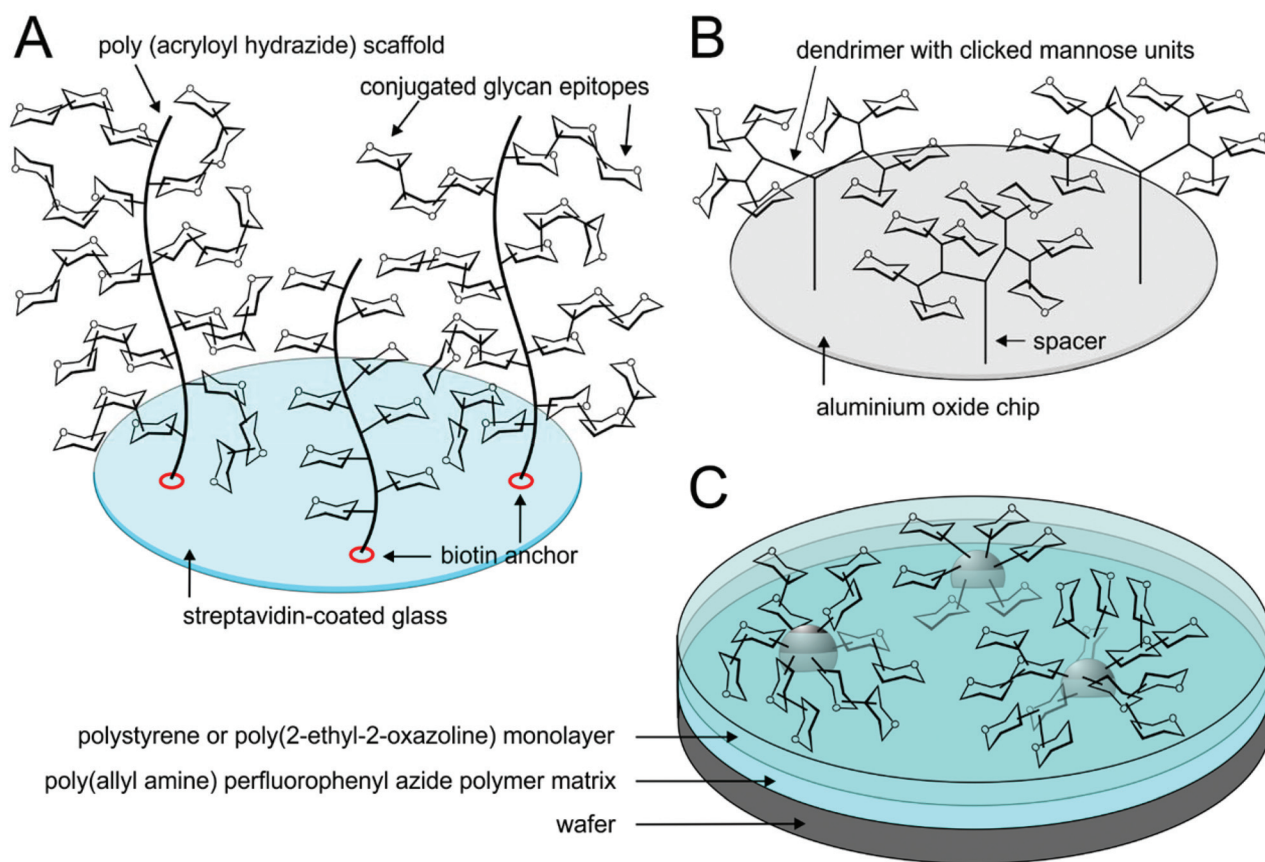 A
poly (acryloyl hydrazide) scaffold
conjugated glycan epitopes
biotin anchor
streptavidin-coated glass
B
dendrimer with clicked mannose units
spacer
aluminium oxide chip
C
polystyrene or poly(2-ethyl-2-oxazoline) monolayer
poly(allyl amine) perfluorophenyl azide polymer matrix
wafer